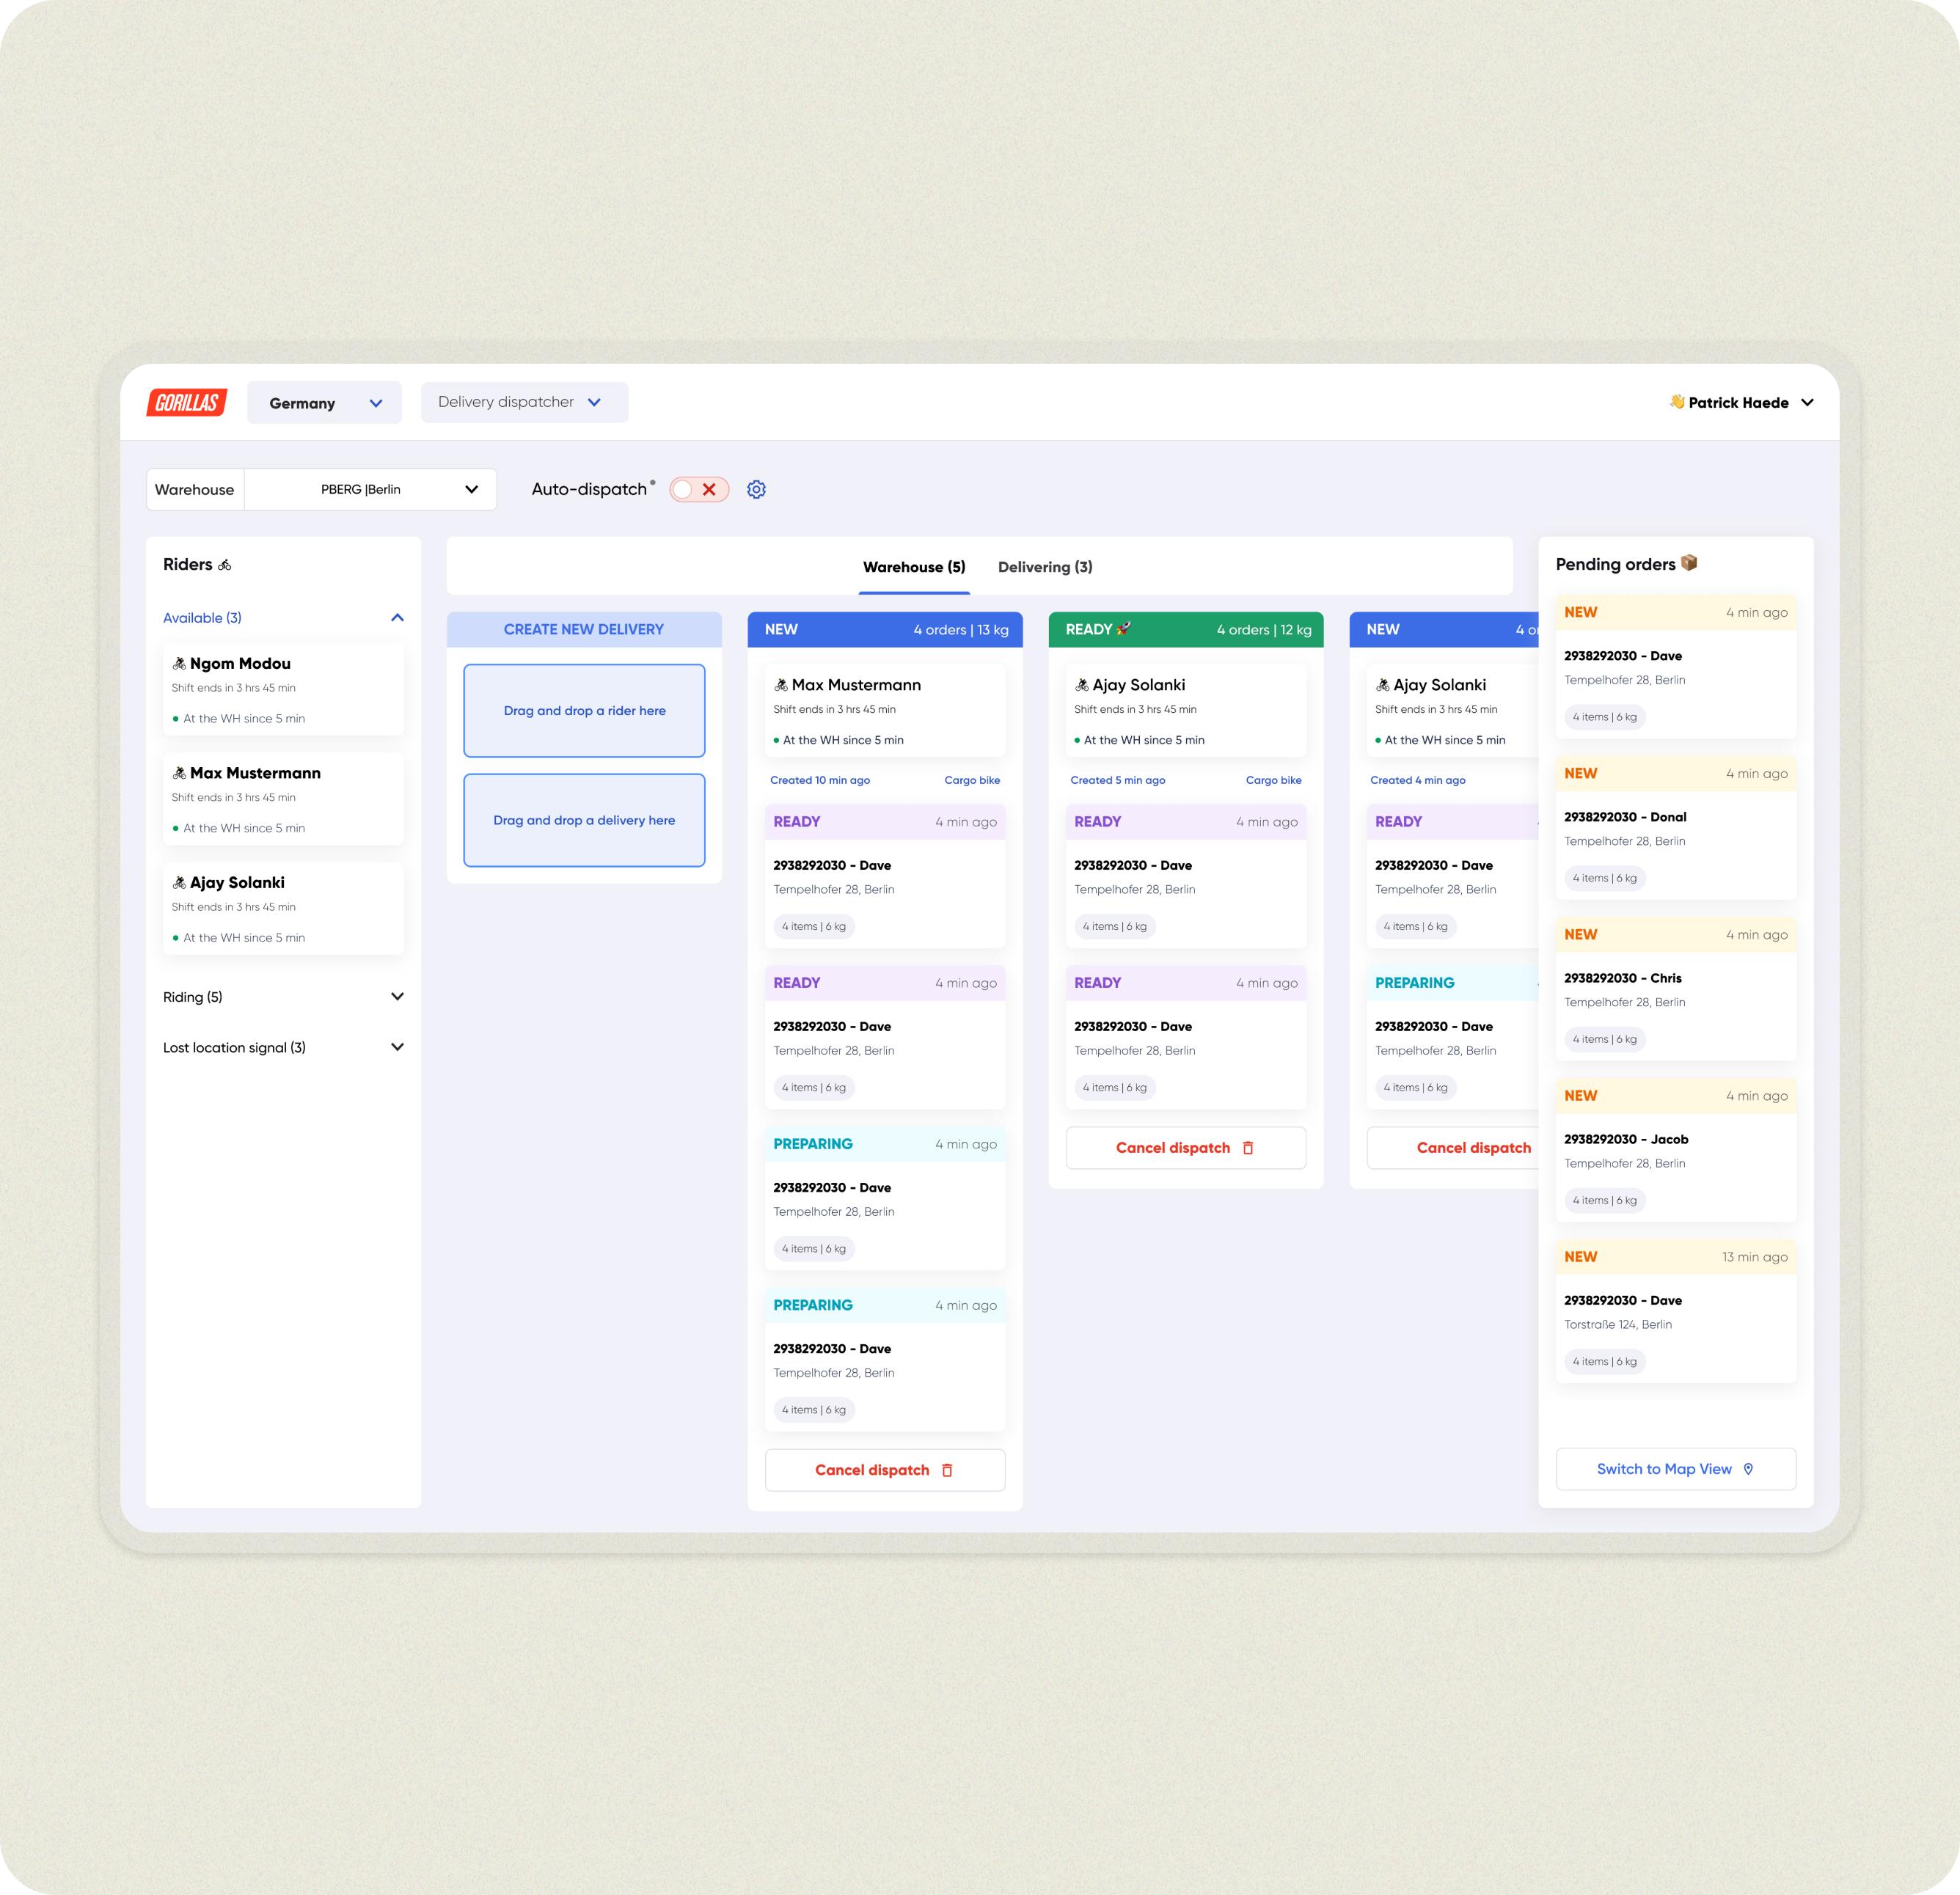 GORILLAS
Germany
Delivery dispatcher
Patrick Haede
Warehouse
PBERG |Berlin
Auto-dispatch
Riders
Available (3)
Ngom Modou
Shift ends in 3 hrs 45 min
At the WH since 5 min
Max Mustermann
Shift ends in 3 hrs 45 min
At the WH since 5 min
Ajay Solanki
Shift ends in 3 hrs 45 min
At the WH since 5 min
Riding (5)
Lost location signal (3)
Warehouse (5)
Delivering (3)
CREATE NEW DELIVERY
Drag and drop a rider here
Drag and drop a delivery here
NEW 4 orders | 13 kg
Max Mustermann
Shift ends in 3 hrs 45 min
At the WH since 5 min
Created 10 min ago Cargo bike
READY 4 min ago
2938292030 - Dave
Tempelhofer 28, Berlin
4 items | 6 kg
READY 4 min ago
2938292030 - Dave
Tempelhofer 28, Berlin
4 items | 6 kg
PREPARING 4 min ago
2938292030 - Dave
Tempelhofer 28, Berlin
4 items | 6 kg
PREPARING 4 min ago
2938292030 - Dave
Tempelhofer 28, Berlin
4 items | 6 kg
Cancel dispatch
READY 4 orders | 12 kg
Ajay Solanki
Shift ends in 3 hrs 45 min
At the WH since 5 min
Created 5 min ago Cargo bike
READY 4 min ago
2938292030 - Dave
Tempelhofer 28, Berlin
4 items | 6 kg
READY 4 min ago
2938292030 - Dave
Tempelhofer 28, Berlin
4 items | 6 kg
Cancel dispatch
NEW 4 or
Ajay Solanki
Shift ends in 3 hrs 45 min
At the WH since 5 min
Created 4 min ago
READY
2938292030 - Dave
Tempelhofer 28, Berlin
4 items | 6 kg
PREPARING
2938292030 - Dave
Tempelhofer 28, Berlin
4 items | 6 kg
Cancel dispatch
Pending orders
NEW 4 min ago
2938292030 - Dave
Tempelhofer 28, Berlin
4 items | 6 kg
NEW 4 min ago
2938292030 - Donal
Tempelhofer 28, Berlin
4 items | 6 kg
NEW 4 min ago
2938292030 - Chris
Tempelhofer 28, Berlin
4 items | 6 kg
NEW 4 min ago
2938292030 - Jacob
Tempelhofer 28, Berlin
4 items | 6 kg
NEW 13 min ago
2938292030 - Dave
Torstraße 124, Berlin
4 items | 6 kg
Switch to Map View